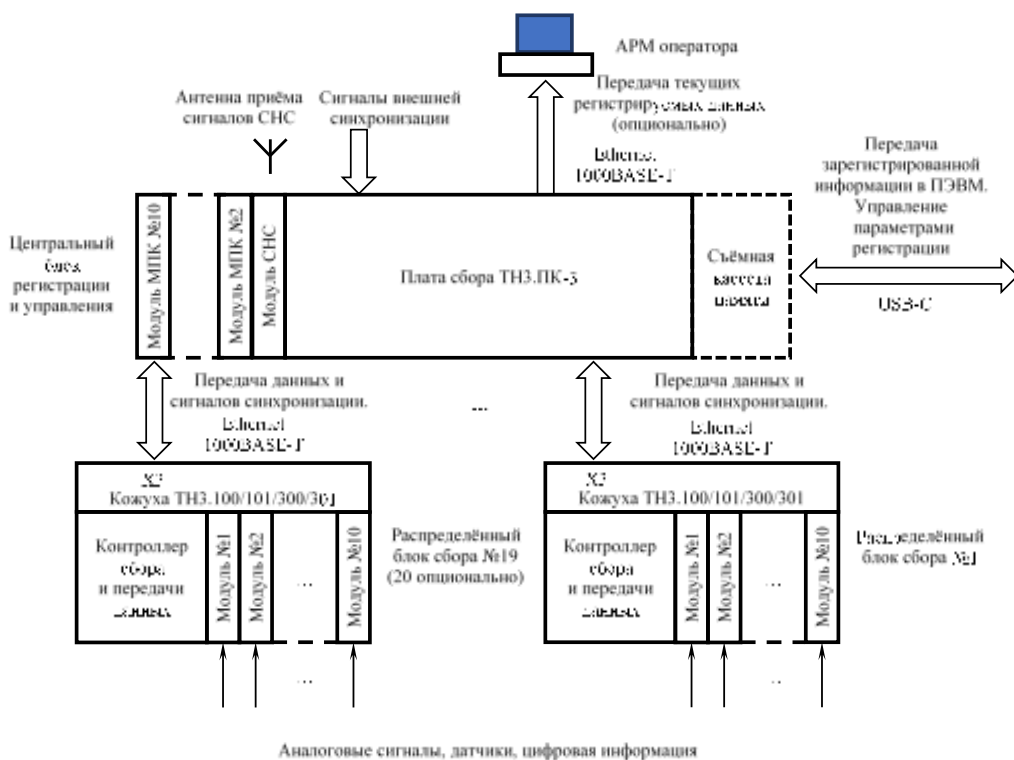 АРМ оператора
Передача текущих
регистрируемых данных
(опционально)
Ethernet
1000BASE-T
Антенна приёма
сигналов СНС
Сигналы внешней
синхронизации
Передача
зарегистрированной
информации в ПЭВМ.
Управление
параметрами
регистрации
USB-C
Центральный
блок
регистрации
и управления
Модуль МПК №10
Модуль МПК №2
Модуль СНС
Плата сбора ТН3.ПК-3
Съёмная
кассета
памяти
Передача данных и
сигналов синхронизации.
Ethernet
1000BASE-T
...
Передача данных и
сигналов синхронизации.
Ethernet
1000BASE-T
Кожуха ТН3.100/101/300/301
Контроллер
сбора
и передачи
данных
Модуль №1
Модуль №2
...
Модуль №10
Распределённый
блок сбора №19
(20 опционально)
Кожуха ТН3.100/101/300/301
Контроллер
сбора
и передачи
данных
Модуль №1
Модуль №2
...
Модуль №10
Распределённый
блок сбора №1
...
...
Аналоговые сигналы, датчики, цифровая информация